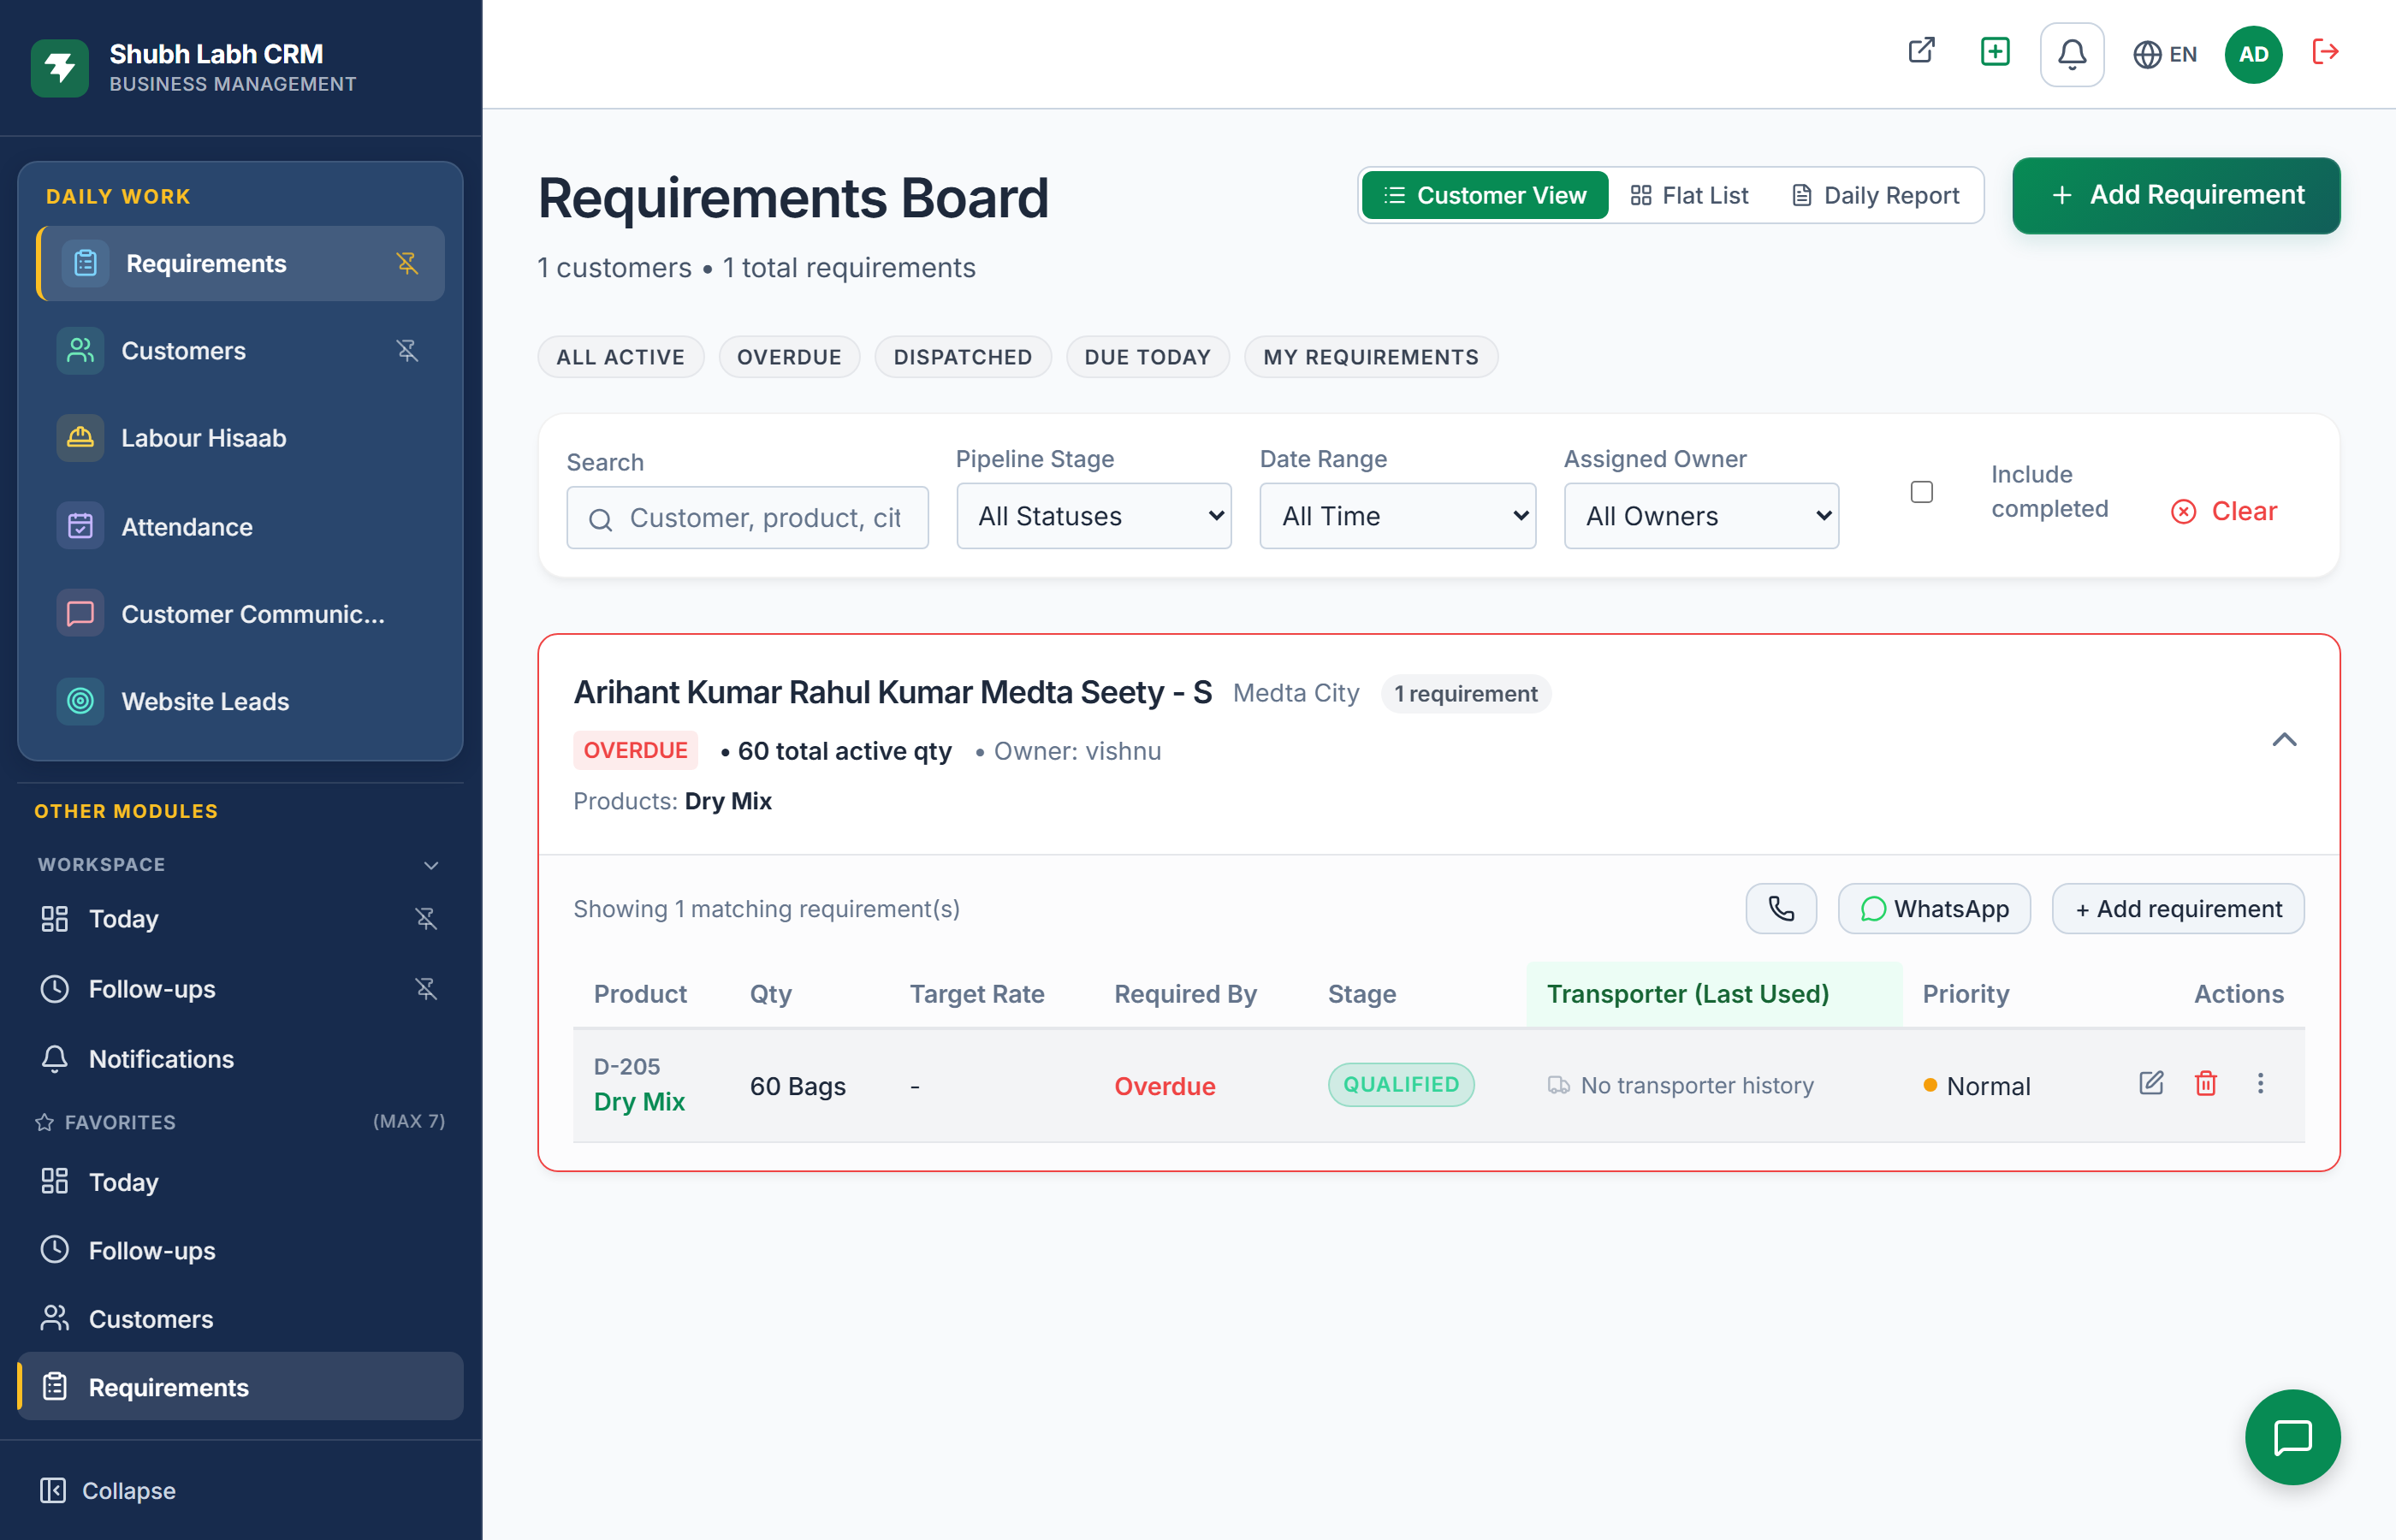 Shubh Labh CRM
BUSINESS MANAGEMENT
DAILY WORK
Requirements
Customers
Labour Hisaab
Attendance
Customer Communic...
Website Leads
OTHER MODULES
WORKSPACE
Today
Follow-ups
Notifications
FAVORITES (MAX 7)
Today
Follow-ups
Customers
Requirements
Collapse
EN AD
Requirements Board
Customer View Flat List Daily Report + Add Requirement
1 customers • 1 total requirements
ALL ACTIVE OVERDUE DISPATCHED DUE TODAY MY REQUIREMENTS
Search Pipeline Stage Date Range Assigned Owner
Customer, product, cit All Statuses All Time All Owners
Include
completed
Clear
Arihant Kumar Rahul Kumar Medta Seety - S Medta City 1 requirement
OVERDUE • 60 total active qty • Owner: vishnu
Products: Dry Mix
Showing 1 matching requirement(s) WhatsApp + Add requirement
Product Qty Target Rate Required By Stage Transporter (Last Used) Priority Actions
D-205
Dry Mix 60 Bags - Overdue QUALIFIED No transporter history Normal